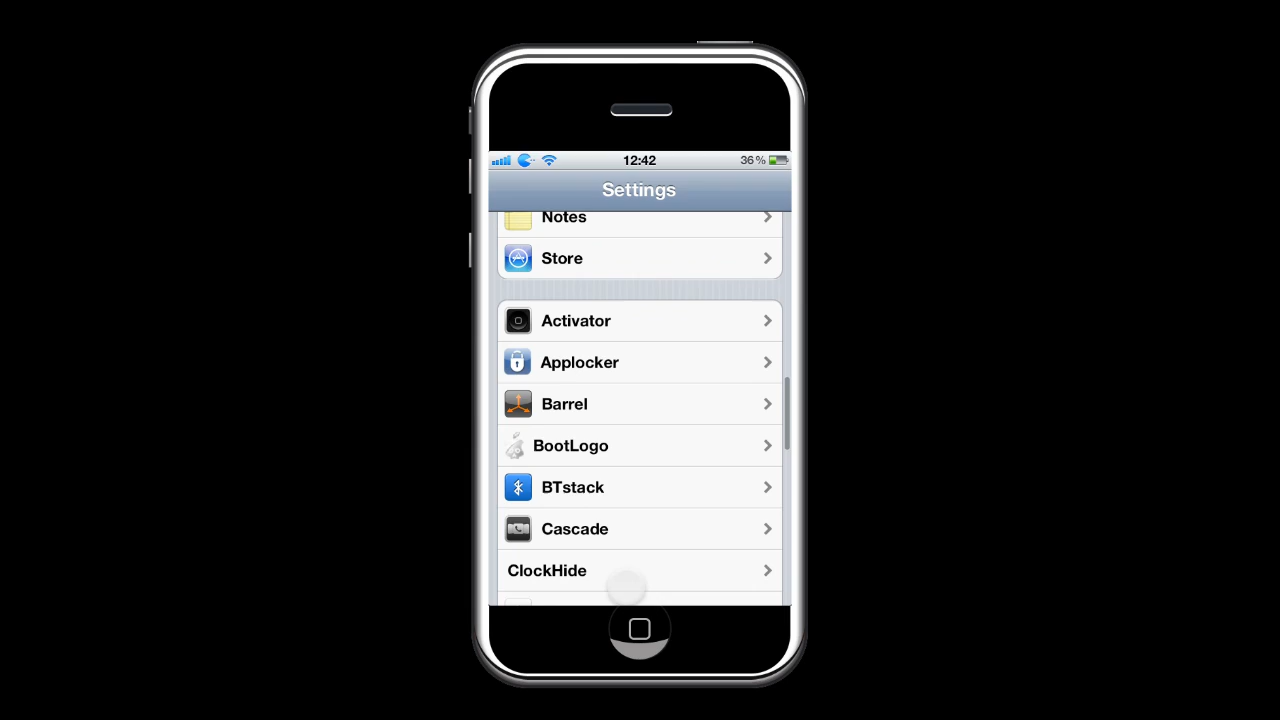 12:42
36%
Settings
Notes
Store
Activator
Applocker
Barrel
BootLogo
BTstack
Cascade
ClockHide